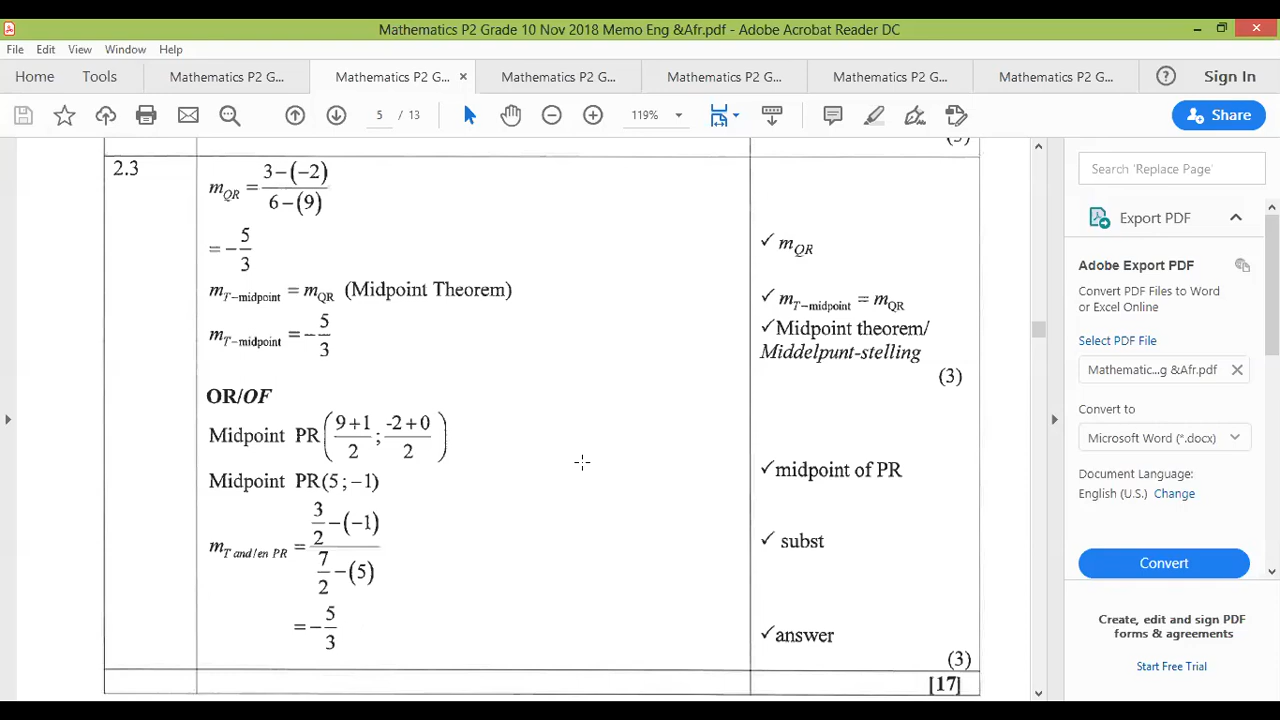 Mathematics P2 Grade 10 Nov 2018 Memo Eng &Afr.pdf - Adobe Acrobat Reader DC
File Edit View Window Help
Home Tools Mathematics P2 G... Mathematics P2 G... × Mathematics P2 G... Mathematics P2 G... Mathematics P2 G... Mathematics P2 G... Sign In
5 / 13 119% Share
2.3
m_QR = (3−(−2))/(6−(9))
= −5/3
✓ m_QR
m_T−midpoint = m_QR (Midpoint Theorem)
✓ m_T−midpoint = m_QR
m_T−midpoint = −5/3
✓Midpoint theorem/
Middelpunt-stelling
(3)
OR/OF
Midpoint PR((9+1)/2 ; (-2+0)/2)
✓midpoint of PR
Midpoint PR(5 ; −1)
m_T and/en PR = (3/2−(−1))/(7/2−(5))
✓ subst
= −5/3
✓answer
(3)
[17]
Search 'Replace Page'
Export PDF
Adobe Export PDF
Convert PDF Files to Word
or Excel Online
Select PDF File
Mathematic...g &Afr.pdf ×
Convert to
Microsoft Word (*.docx)
Document Language:
English (U.S.) Change
Convert
Create, edit and sign PDF
forms & agreements
Start Free Trial